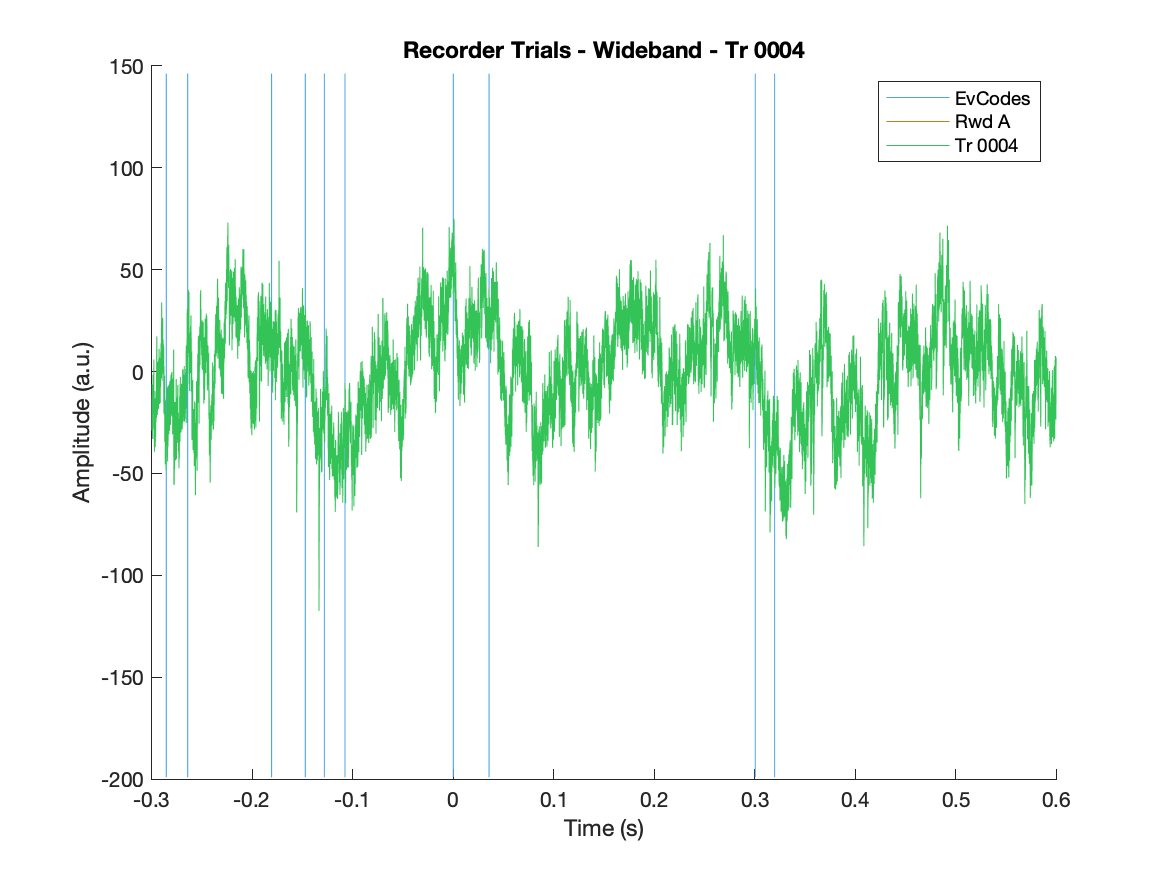 Recorder Trials - Wideband - Tr 0004
EvCodes
Rwd A
Tr 0004
150
100
50
0
-50
-100
-150
-200
Amplitude (a.u.)
-0.3 -0.2 -0.1 0 0.1 0.2 0.3 0.4 0.5 0.6
Time (s)